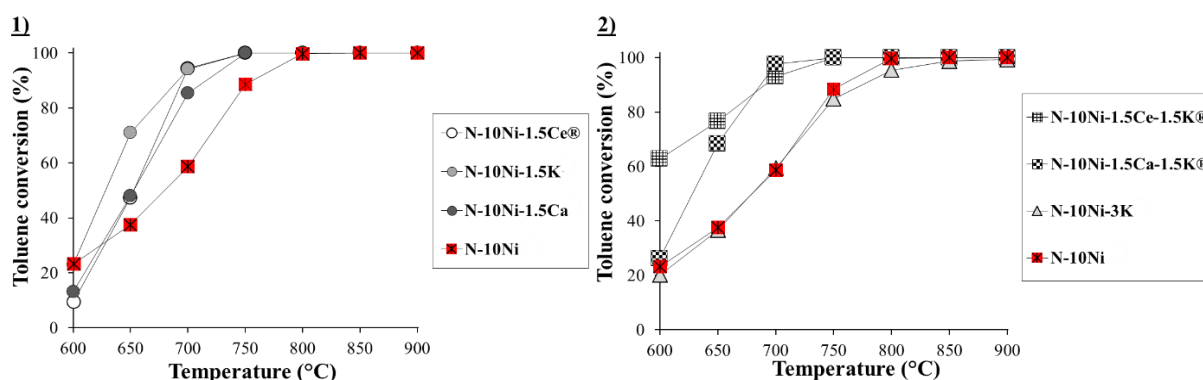 1)
Toluene conversion (%)
100
80
60
40
20
0
600 650 700 750 800 850 900
Temperature (°C)
N-10Ni-1.5Ce®
N-10Ni-1.5K
N-10Ni-1.5Ca
N-10Ni
2)
Toluene conversion (%)
100
80
60
40
20
0
600 650 700 750 800 850 900
Temperature (°C)
N-10Ni-1.5Ce-1.5K®
N-10Ni-1.5Ca-1.5K®
N-10Ni-3K
N-10Ni